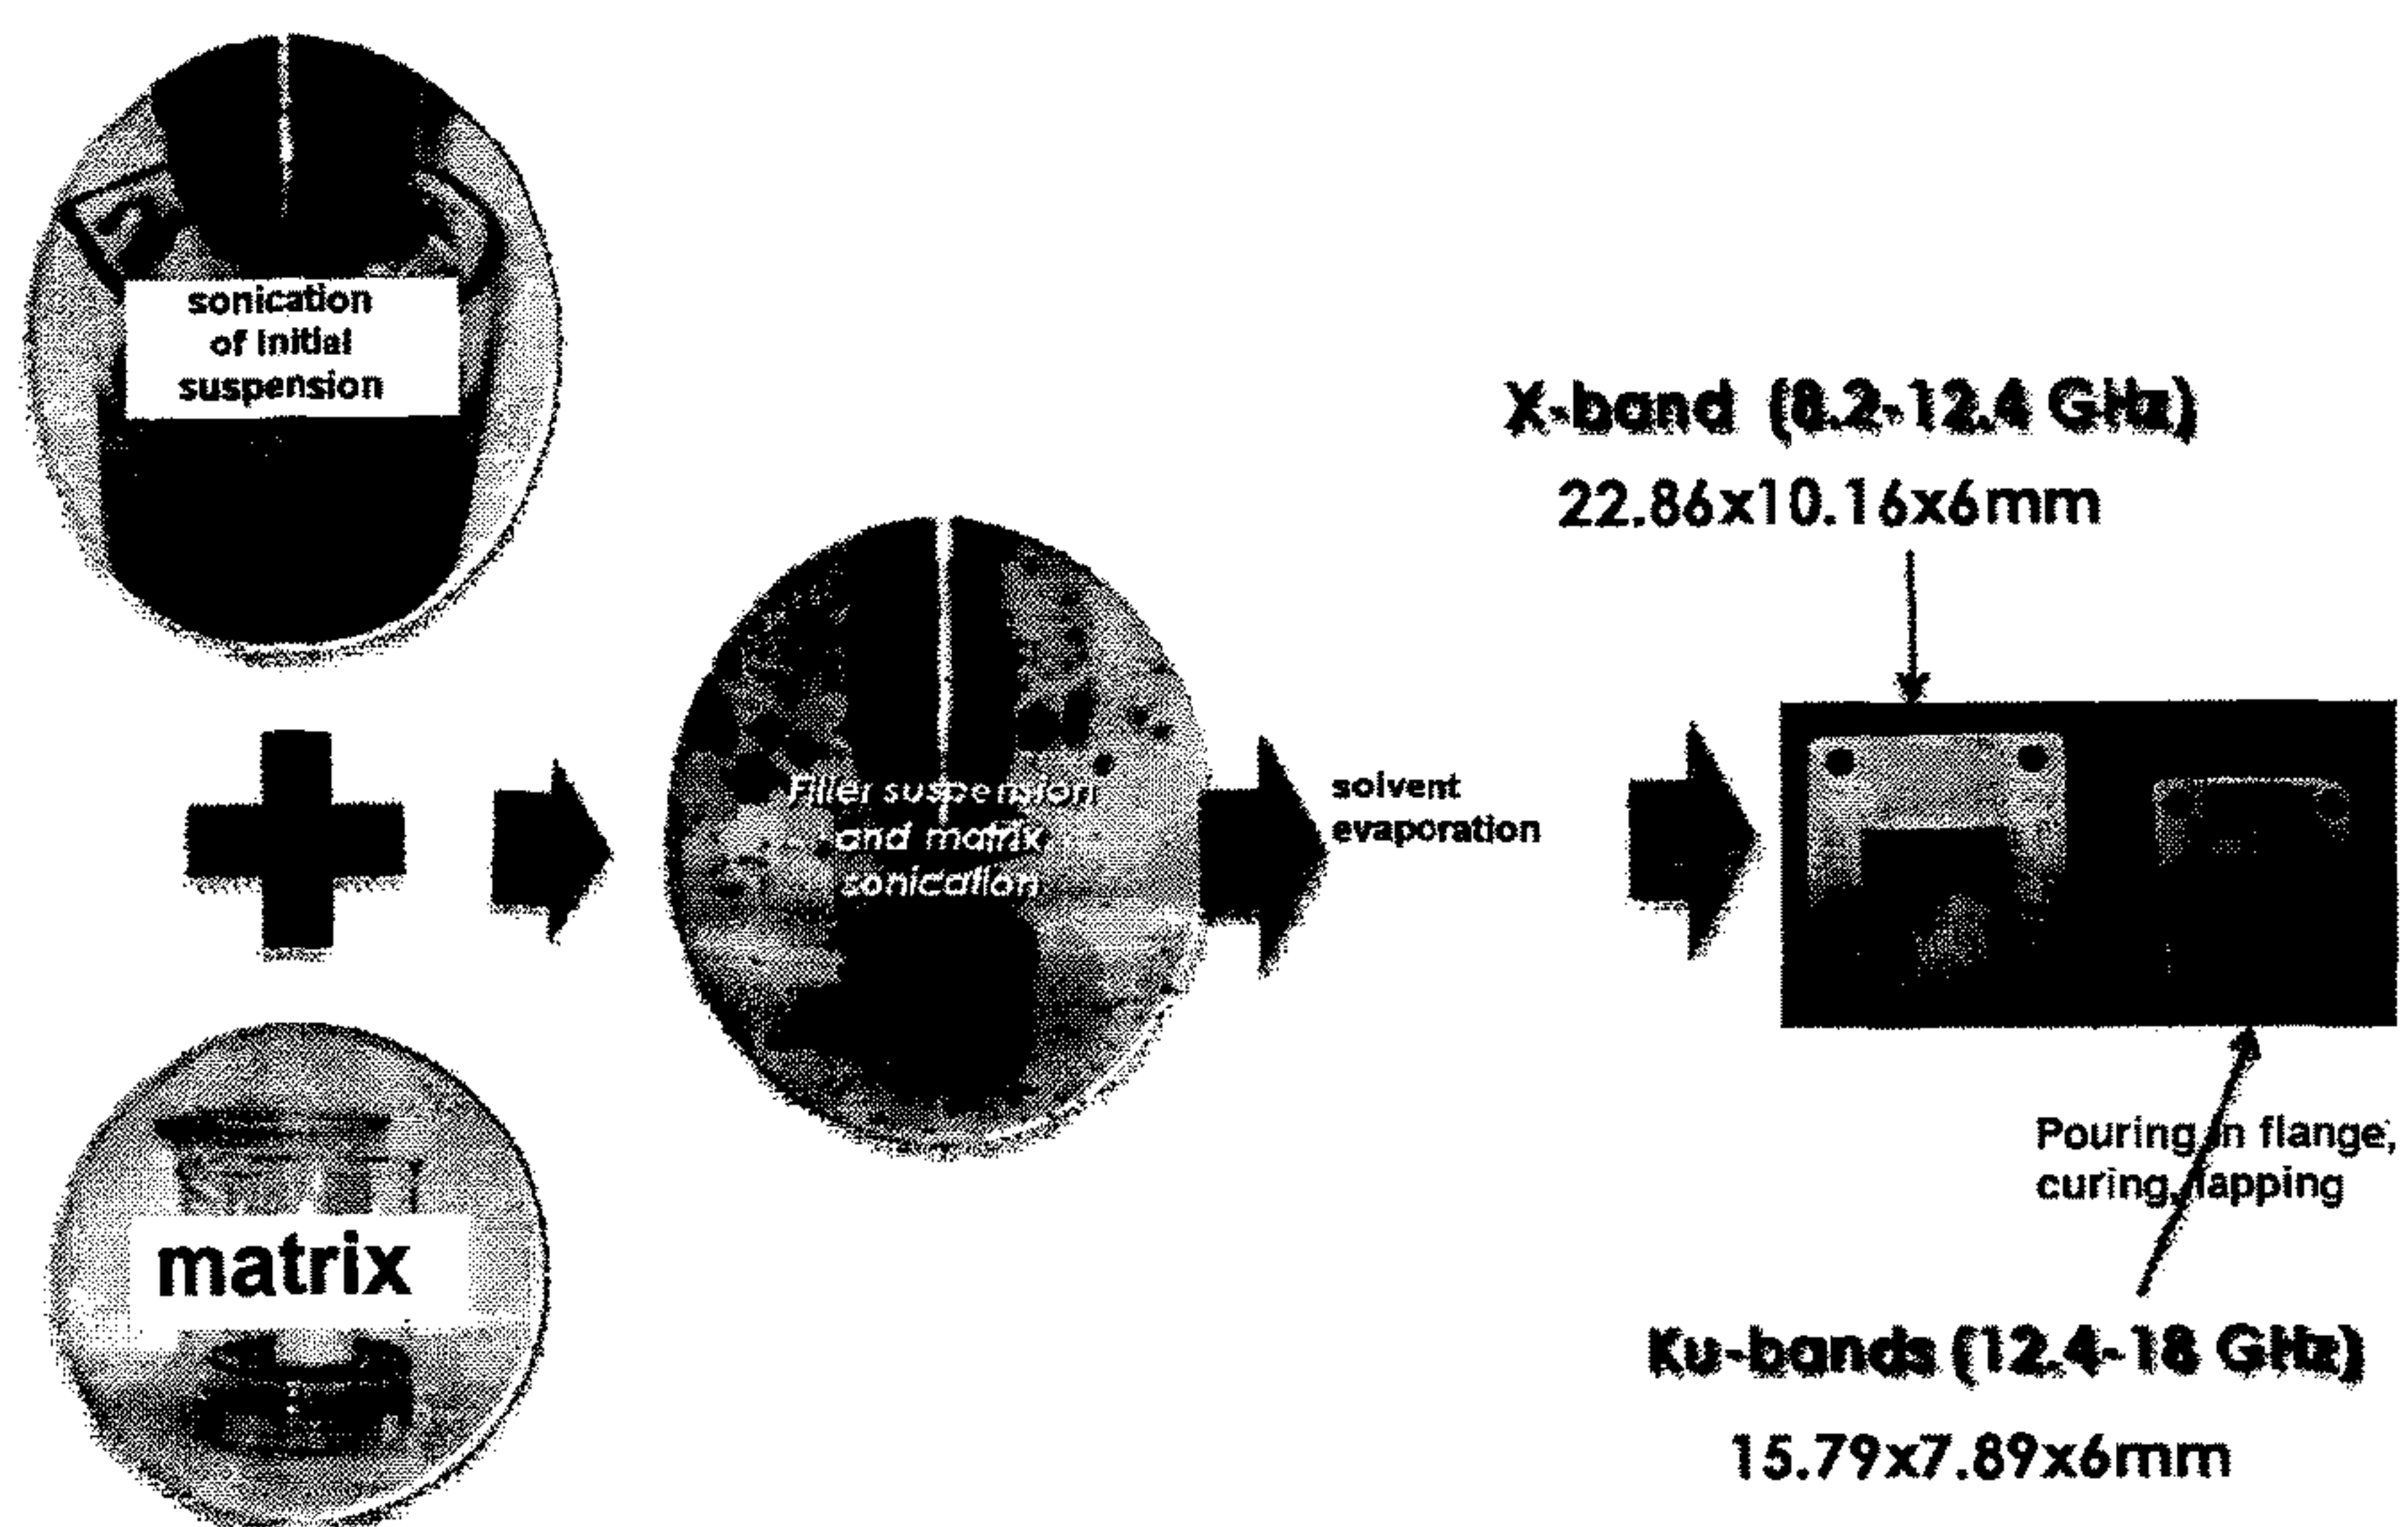 sonication
of initial
suspension
matrix
Filler suspension
and matrix
sonication
solvent
evaporation
X-band (8.2-12.4 GHz)
22.86x10.16x6mm
Pouring in flange,
curing, lapping
Ku-bands (12.4-18 GHz)
15.79x7.89x6mm